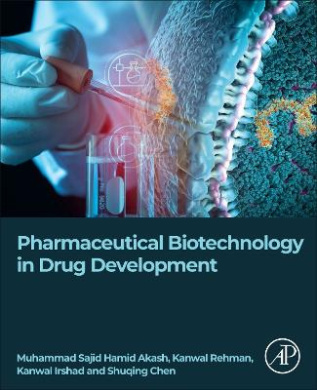 Pharmaceutical Biotechnology
in Drug Development
Muhammad Sajid Hamid Akash, Kanwal Rehman,
Kanwal Irshad and Shuqing Chen
AP